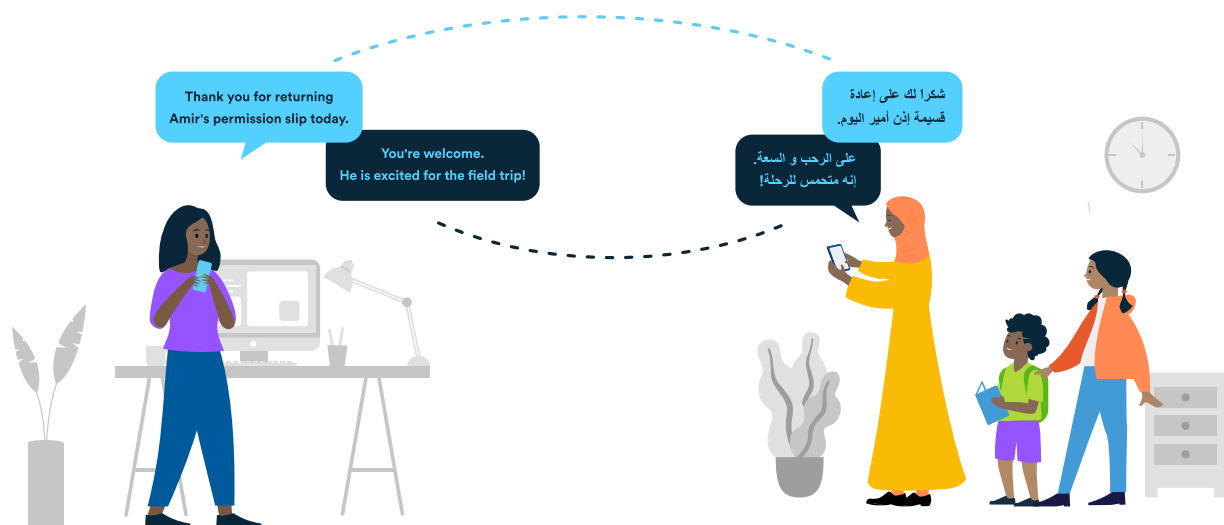 Thank you for returning
Amir's permission slip today.
You're welcome.
He is excited for the field trip!
شكرا لك على إعادة
قسيمة إذن أمير اليوم.
على الرحب و السعة.
إنه متحمس للرحلة!